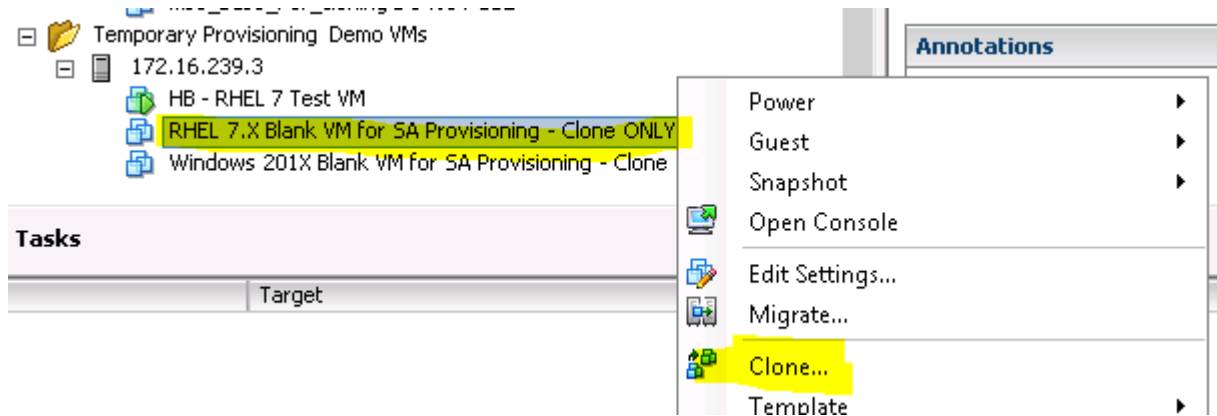 Temporary Provisioning Demo VMs
172.16.239.3
HB - RHEL 7 Test VM
RHEL 7.X Blank VM for SA Provisioning - Clone ONLY
Windows 201X Blank VM for SA Provisioning - Clone
Tasks
Target
Annotations
Power
Guest
Snapshot
Open Console
Edit Settings...
Migrate...
Clone...
Template